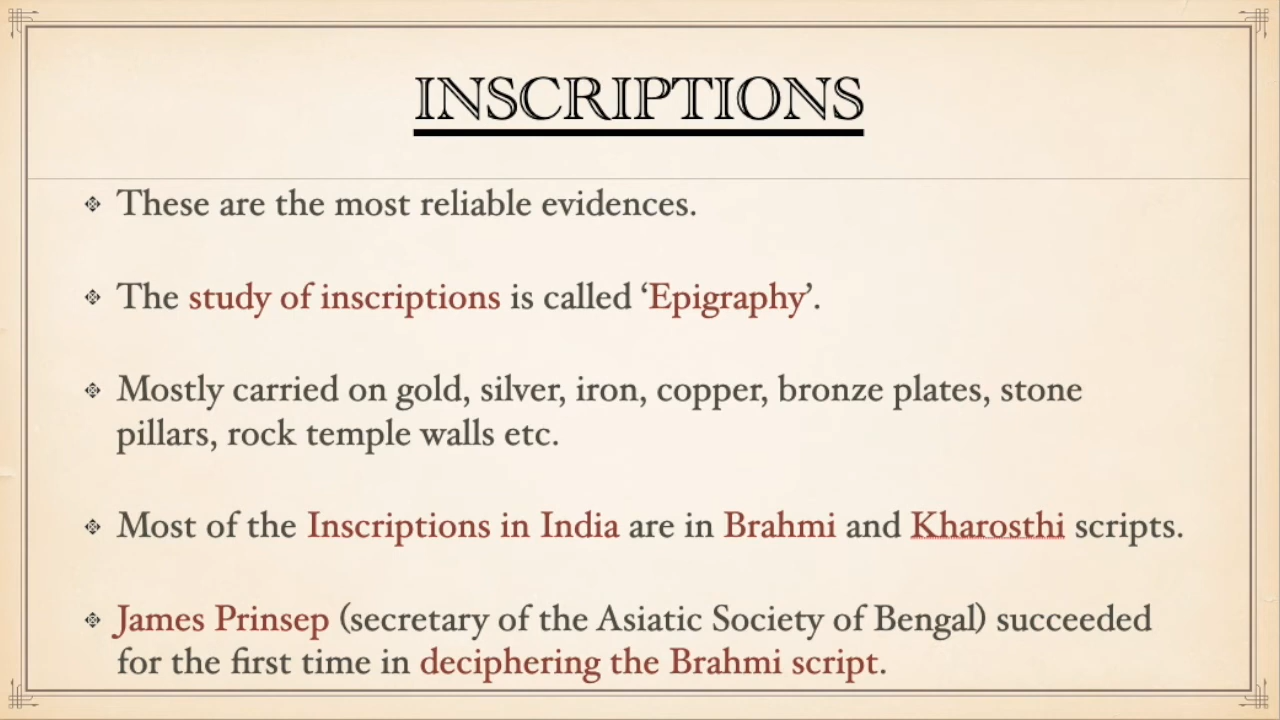 INSCRIPTIONS
These are the most reliable evidences.
The study of inscriptions is called ‘Epigraphy’.
Mostly carried on gold, silver, iron, copper, bronze plates, stone
pillars, rock temple walls etc.
Most of the Inscriptions in India are in Brahmi and Kharosthi scripts.
James Prinsep (secretary of the Asiatic Society of Bengal) succeeded
for the first time in deciphering the Brahmi script.